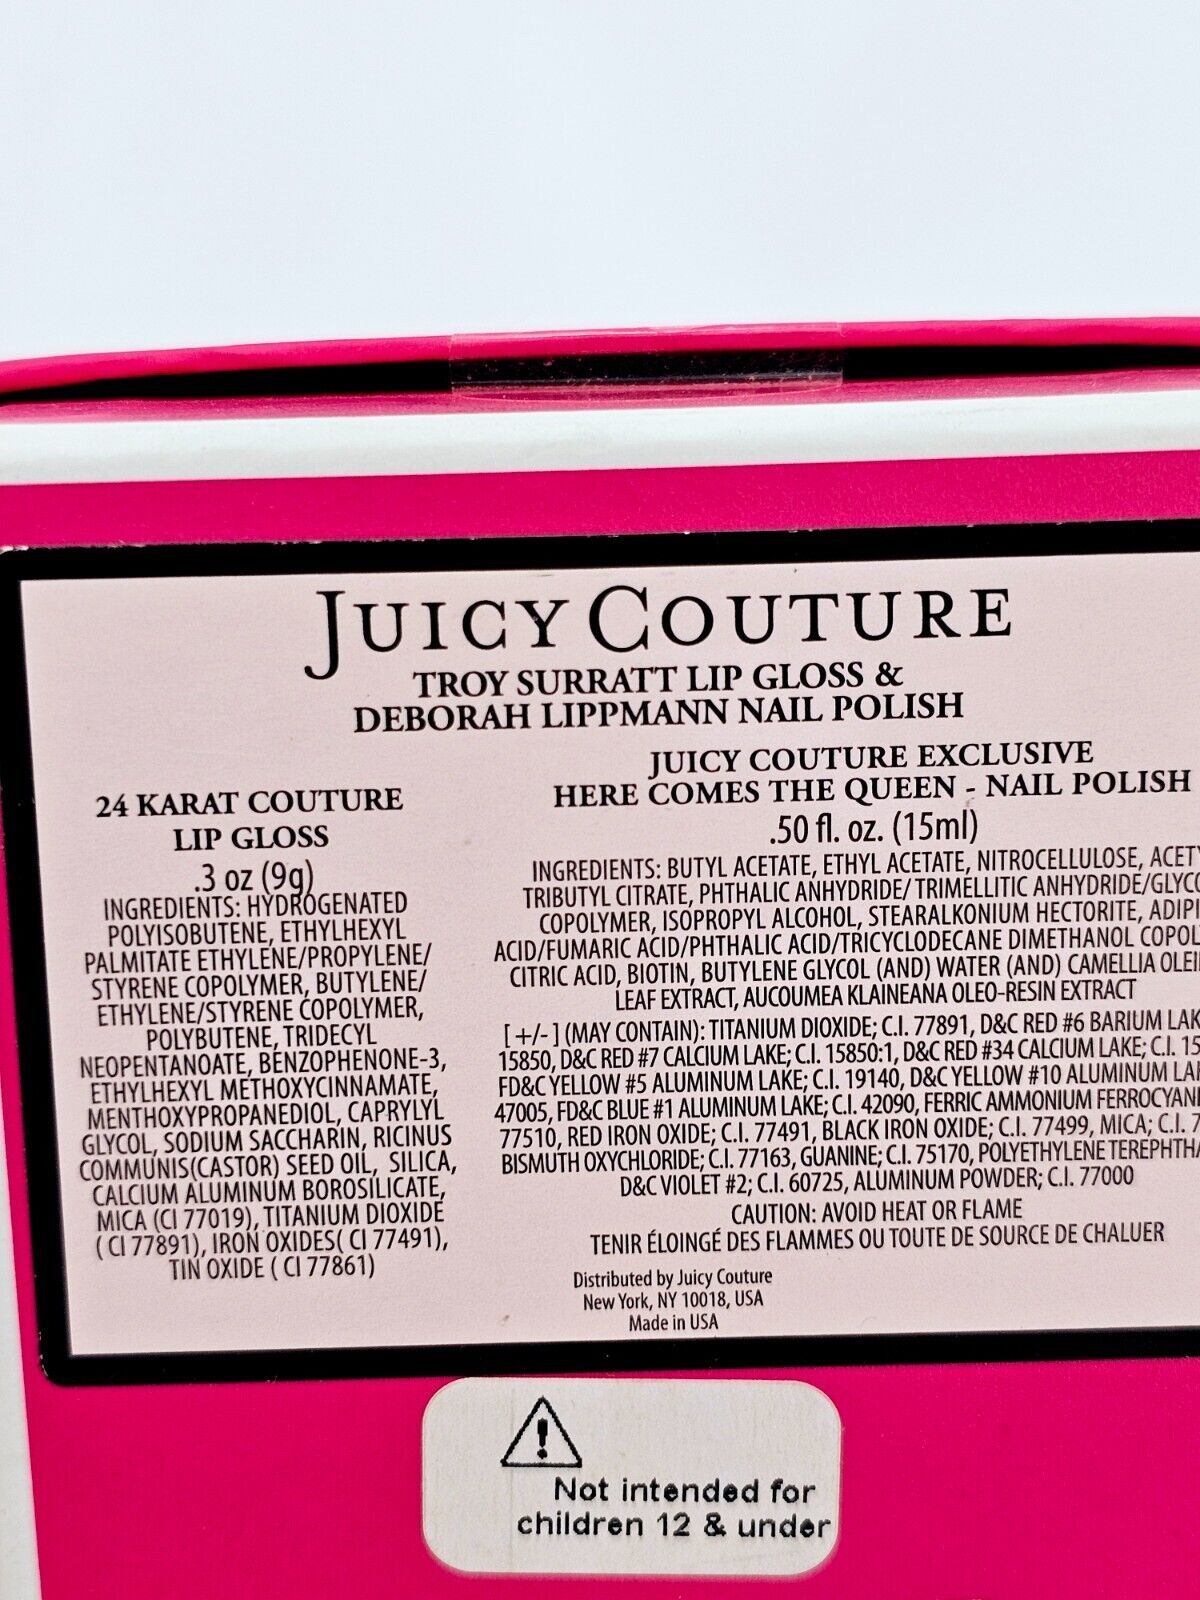 JUICY COUTURE
TROY SURRATT LIP GLOSS &
DEBORAH LIPPMANN NAIL POLISH
24 KARAT COUTURE
LIP GLOSS
.3 oz (9g)
INGREDIENTS: HYDROGENATED
POLYISOBUTENE, ETHYLHEXYL
PALMITATE ETHYLENE/PROPYLENE/
STYRENE COPOLYMER, BUTYLENE/
ETHYLENE/STYRENE COPOLYMER,
POLYBUTENE, TRIDECYL
NEOPENTANOATE, BENZOPHENONE-3,
ETHYLHEXYL METHOXYCINNAMATE,
MENTHOXYPROPANEDIOL, CAPRYLYL
GLYCOL, SODIUM SACCHARIN, RICINUS
COMMUNIS(CASTOR) SEED OIL, SILICA,
CALCIUM ALUMINUM BOROSILICATE,
MICA (CI 77019), TITANIUM DIOXIDE
( CI 77891), IRON OXIDES( CI 77491),
TIN OXIDE ( CI 77861)
JUICY COUTURE EXCLUSIVE
HERE COMES THE QUEEN - NAIL POLISH
.50 fl. oz. (15ml)
INGREDIENTS: BUTYL ACETATE, ETHYL ACETATE, NITROCELLULOSE, ACETY
TRIBUTYL CITRATE, PHTHALIC ANHYDRIDE/ TRIMELLITIC ANHYDRIDE/GLYCO
COPOLYMER, ISOPROPYL ALCOHOL, STEARALKONIUM HECTORITE, ADIPI
ACID/FUMARIC ACID/PHTHALIC ACID/TRICYCLODECANE DIMETHANOL COPOL
CITRIC ACID, BIOTIN, BUTYLENE GLYCOL (AND) WATER (AND) CAMELLIA OLEI
LEAF EXTRACT, AUCOUMEA KLAINEANA OLEO-RESIN EXTRACT
[ +/- ] (MAY CONTAIN): TITANIUM DIOXIDE; C.I. 77891, D&C RED #6 BARIUM LAK
15850, D&C RED #7 CALCIUM LAKE; C.I. 15850:1, D&C RED #34 CALCIUM LAKE; C.I. 15
FD&C YELLOW #5 ALUMINUM LAKE; C.I. 19140, D&C YELLOW #10 ALUMINUM LA
47005, FD&C BLUE #1 ALUMINUM LAKE; C.I. 42090, FERRIC AMMONIUM FERROCYANI
77510, RED IRON OXIDE; C.I. 77491, BLACK IRON OXIDE; C.I. 77499, MICA; C.I. 7
BISMUTH OXYCHLORIDE; C.I. 77163, GUANINE; C.I. 75170, POLYETHYLENE TEREPHTHA
D&C VIOLET #2; C.I. 60725, ALUMINUM POWDER; C.I. 77000
CAUTION: AVOID HEAT OR FLAME
TENIR ÉLOINGÉ DES FLAMMES OU TOUTE DE SOURCE DE CHALUER
Distributed by Juicy Couture
New York, NY 10018, USA
Made in USA
Not intended for
children 12 & under